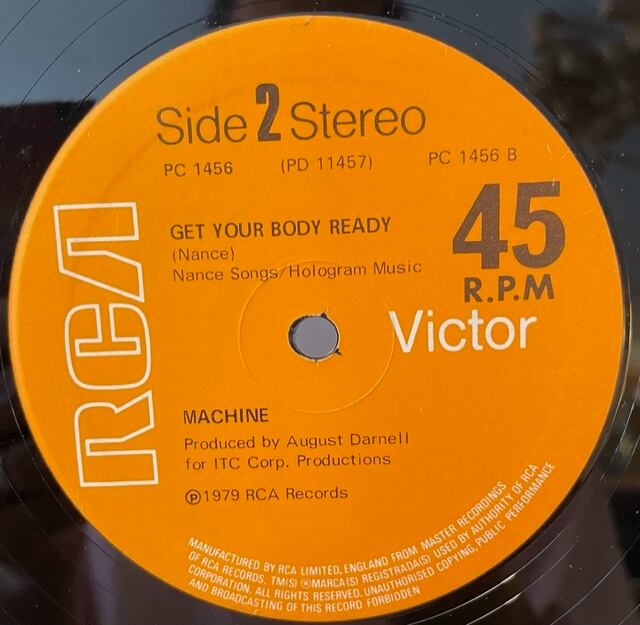 Side 2 Stereo
PC 1456 (PD 11457) PC 1456 B
45
R.P.M
GET YOUR BODY READY
(Nance)
Nance Songs/Hologram Music
RCA
Victor
MACHINE
Produced by August Darnell
for ITC Corp. Productions
℗1979 RCA Records
MANUFACTURED BY RCA LIMITED, ENGLAND FROM MASTER RECORDINGS
OF RCA RECORDS. TM(S) ® MARCA(S) REGISTRADA(S) USED BY AUTHORITY OF RCA
CORPORATION. ALL RIGHTS RESERVED. UNAUTHORISED COPYING, PUBLIC PERFORMANCE
AND BROADCASTING OF THIS RECORD FORBIDDEN